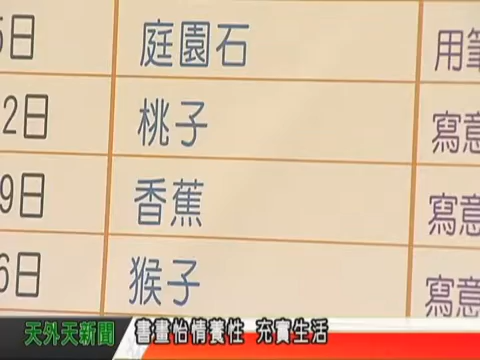 5日 庭園石 用筆
2日 桃子 寫意
9日 香蕉 寫意
6日 猴子 寫意
天外天新聞 書畫怡情養性 充實生活